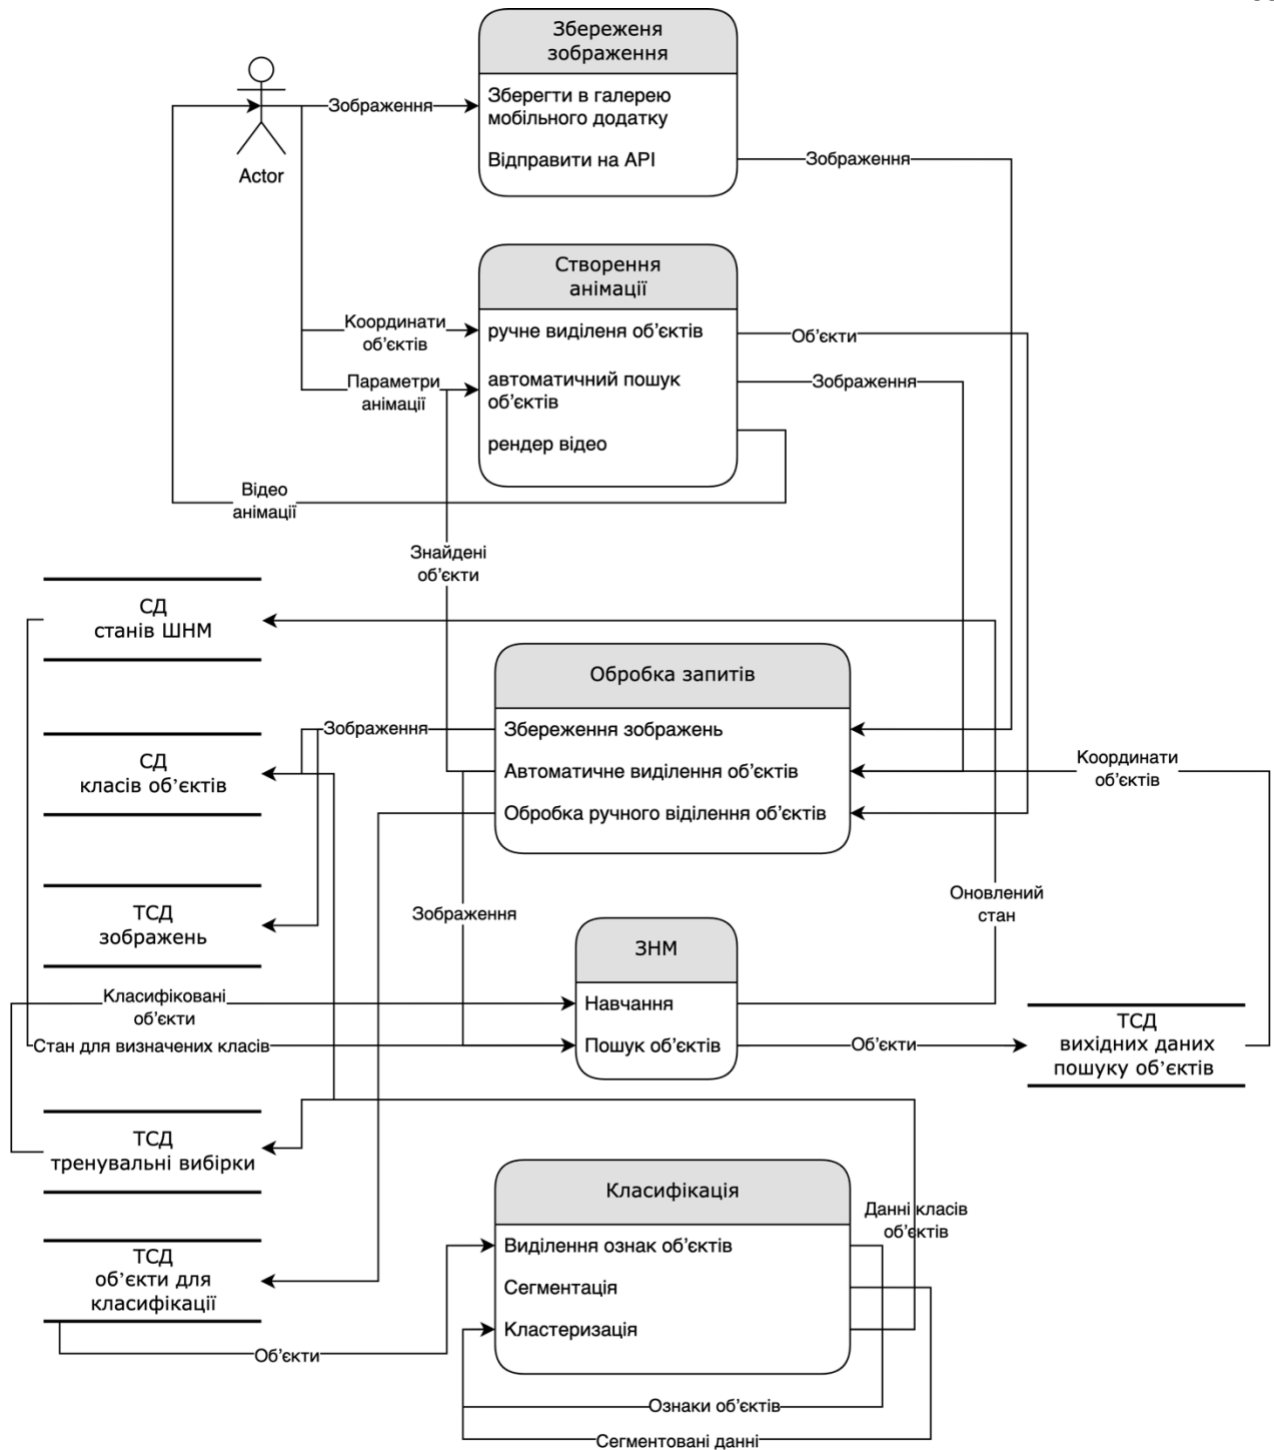 Збереженя
зображення
Зберегти в галерею
мобільного додатку
Відправити на API
Зображення
Actor
Зображення
Створення
анімації
Координати
об'єктів
ручне виділеня об'єктів
Об'єкти
Параметри
анімації
автоматичний пошук
об'єктів
Зображення
рендер відео
Відео
анімації
Знайдені
об'єкти
СД
станів ШНМ
Обробка запитів
Зображення
Збереження зображень
СД
класів об'єктів
Автоматичне виділення об'єктів
Координати
об'єктів
Обробка ручного віділення об'єктів
ТСД
зображень
Зображення
Оновлений
стан
ЗНМ
Класифіковані
об'єкти
Навчання
Стан для визначених класів
Пошук об'єктів
Об'єкти
ТСД
вихідних даних
пошуку об'єктів
ТСД
тренувальні вибірки
Класифікація
Данні класів
об'єктів
ТСД
об'єкти для
класифікації
Виділення ознак об'єктів
Сегментація
Кластеризація
Об'єкти
Ознаки об'єктів
Сегментовані данні